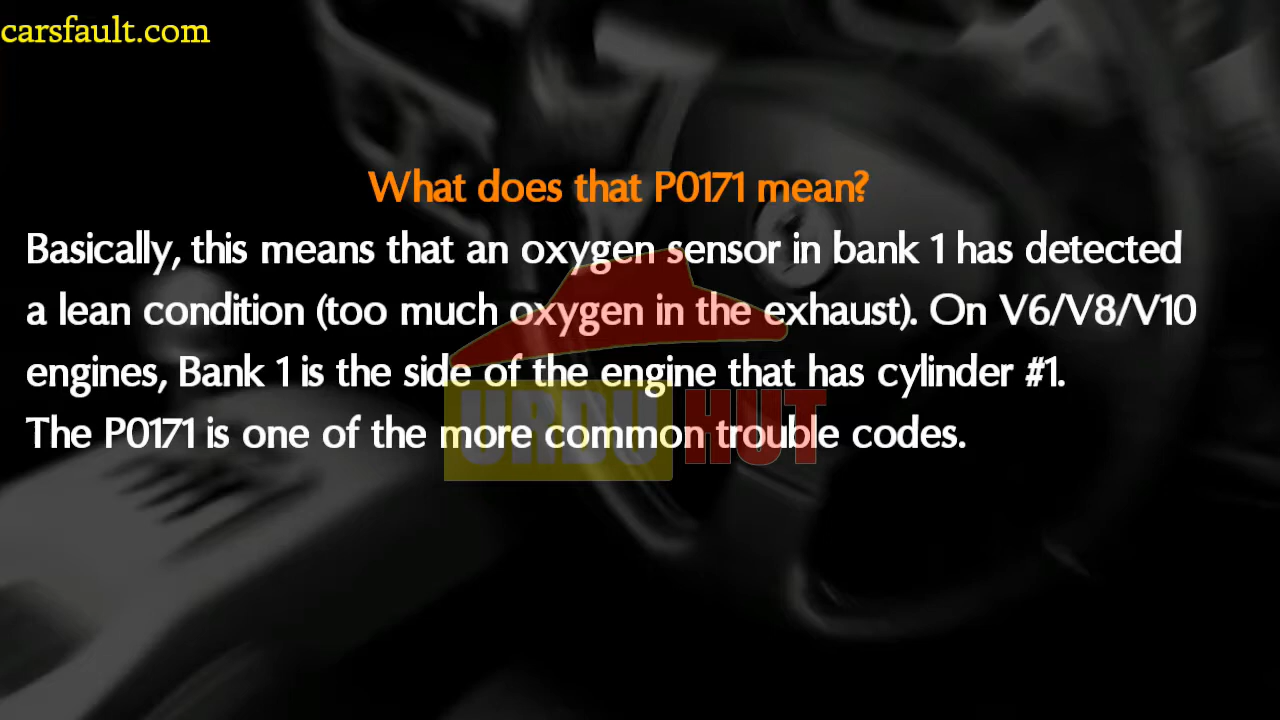 carsfault.com
What does that P0171 mean?
Basically, this means that an oxygen sensor in bank 1 has detected
a lean condition (too much oxygen in the exhaust). On V6/V8/V10
engines, Bank 1 is the side of the engine that has cylinder #1.
The P0171 is one of the more common trouble codes.
URDU HUT